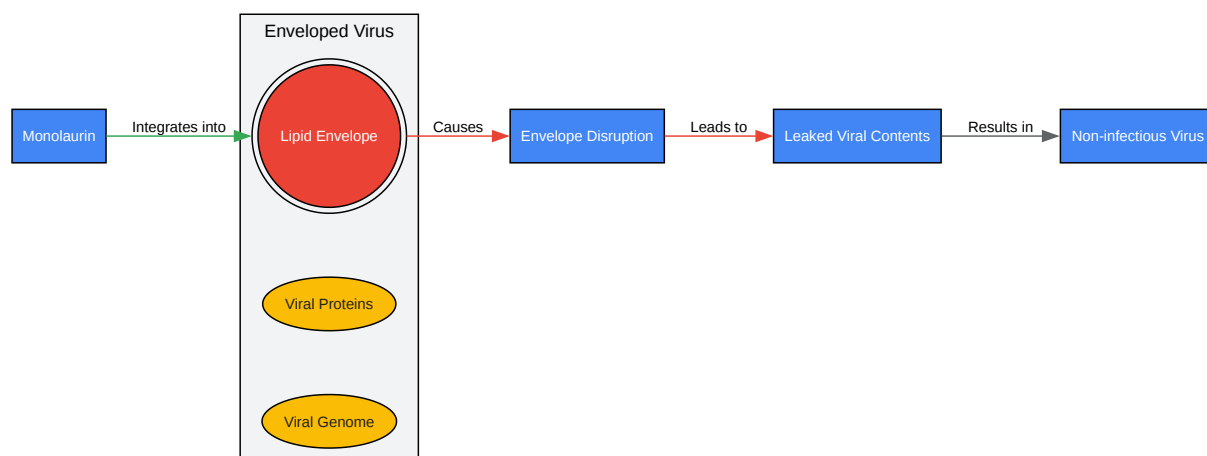 Enveloped Virus
Monolaurin
Integrates into
Lipid Envelope
Causes
Envelope Disruption
Leads to
Leaked Viral Contents
Results in
Non-infectious Virus
Viral Proteins
Viral Genome